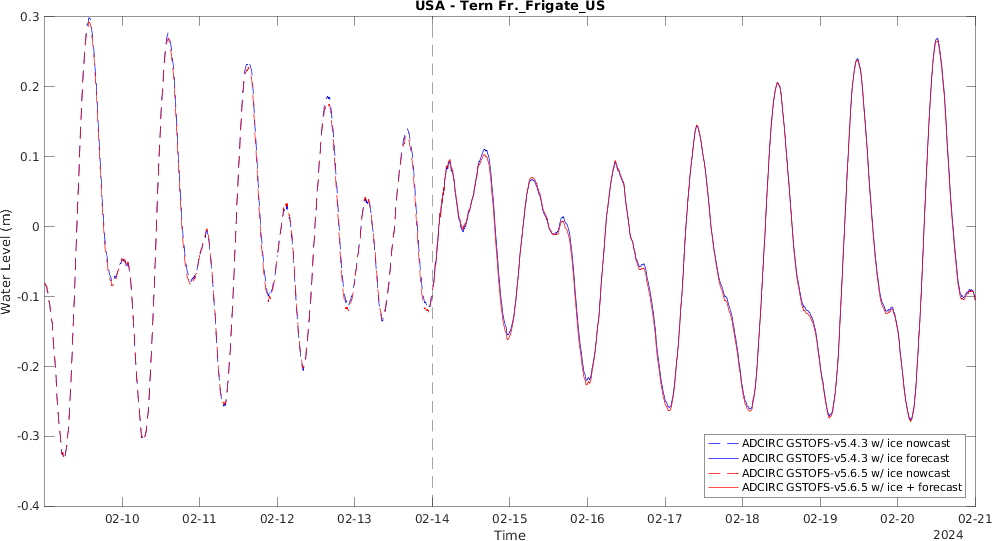 USA - Tern Fr._Frigate_US
Water Level (m)
0.3
0.2
0.1
0
-0.1
-0.2
-0.3
-0.4
ADCIRC GSTOFS-v5.4.3 w/ ice nowcast
ADCIRC GSTOFS-v5.4.3 w/ ice forecast
ADCIRC GSTOFS-v5.6.5 w/ ice nowcast
ADCIRC GSTOFS-v5.6.5 w/ ice + forecast
02-10 02-11 02-12 02-13 02-14 02-15 02-16 02-17 02-18 02-19 02-20 02-21
Time
2024